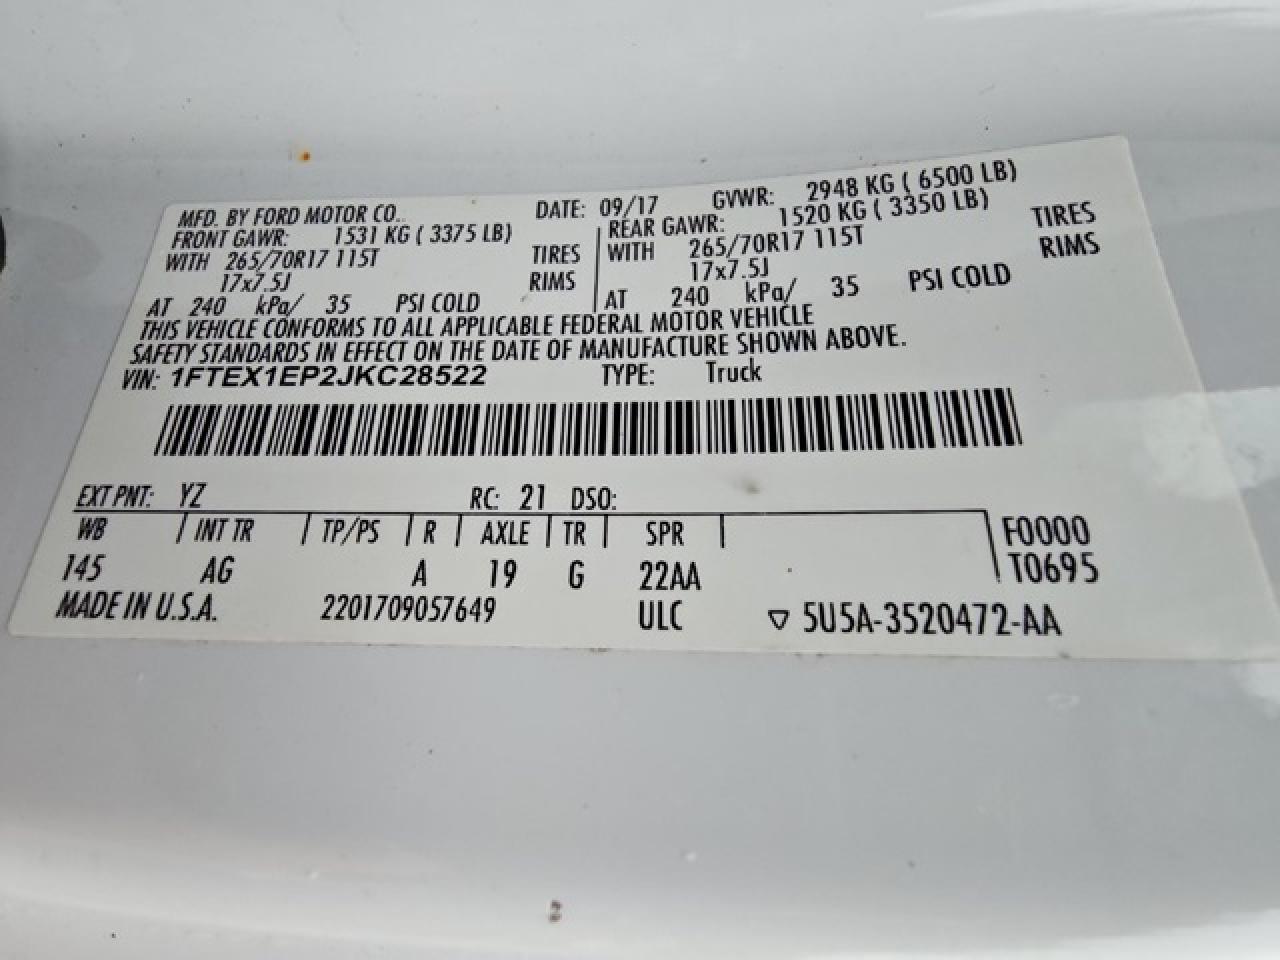 MFD. BY FORD MOTOR CO.. DATE: 09/17 GVWR: 2948 KG ( 6500 LB)
FRONT GAWR: 1531 KG ( 3375 LB) REAR GAWR: 1520 KG ( 3350 LB)
WITH 265/70R17 115T TIRES WITH 265/70R17 115T TIRES
17x7.5J RIMS 17x7.5J RIMS
AT 240 kPa/ 35 PSI COLD AT 240 kPa/ 35 PSI COLD
THIS VEHICLE CONFORMS TO ALL APPLICABLE FEDERAL MOTOR VEHICLE
SAFETY STANDARDS IN EFFECT ON THE DATE OF MANUFACTURE SHOWN ABOVE.
VIN: 1FTEX1EP2JKC28522 TYPE: Truck
EXT PNT: YZ RC: 21 DSO:
WB INT TR TP/PS R AXLE TR SPR F0000
145 AG A 19 G 22AA T0695
MADE IN U.S.A. 2201709057649 ULC ▽ 5U5A-3520472-AA